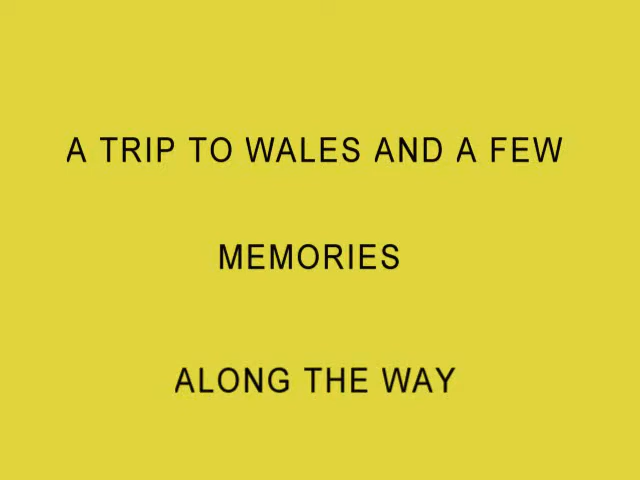 A TRIP TO WALES AND A FEW
MEMORIES
ALONG THE WAY